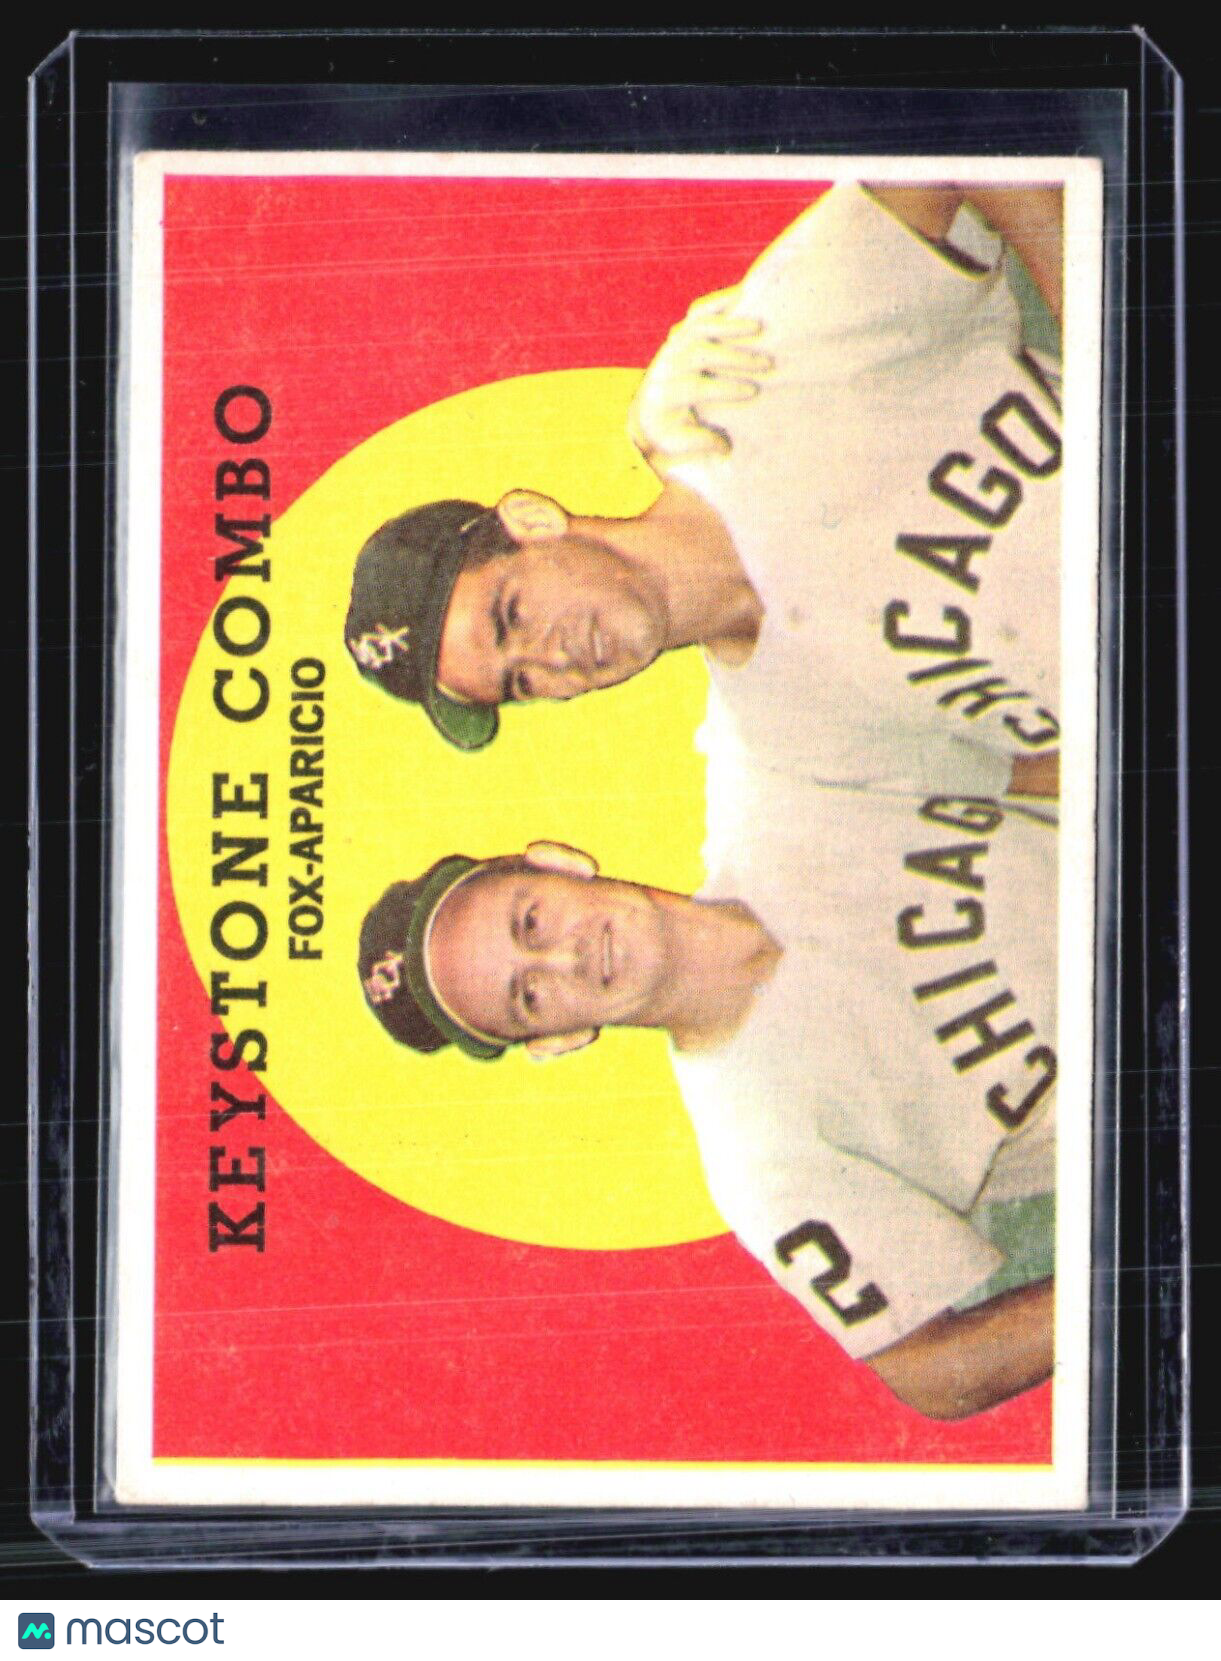 KEYSTONE COMBO
FOX-APARICIO
CHICAGO
CHICAGO
2
mascot